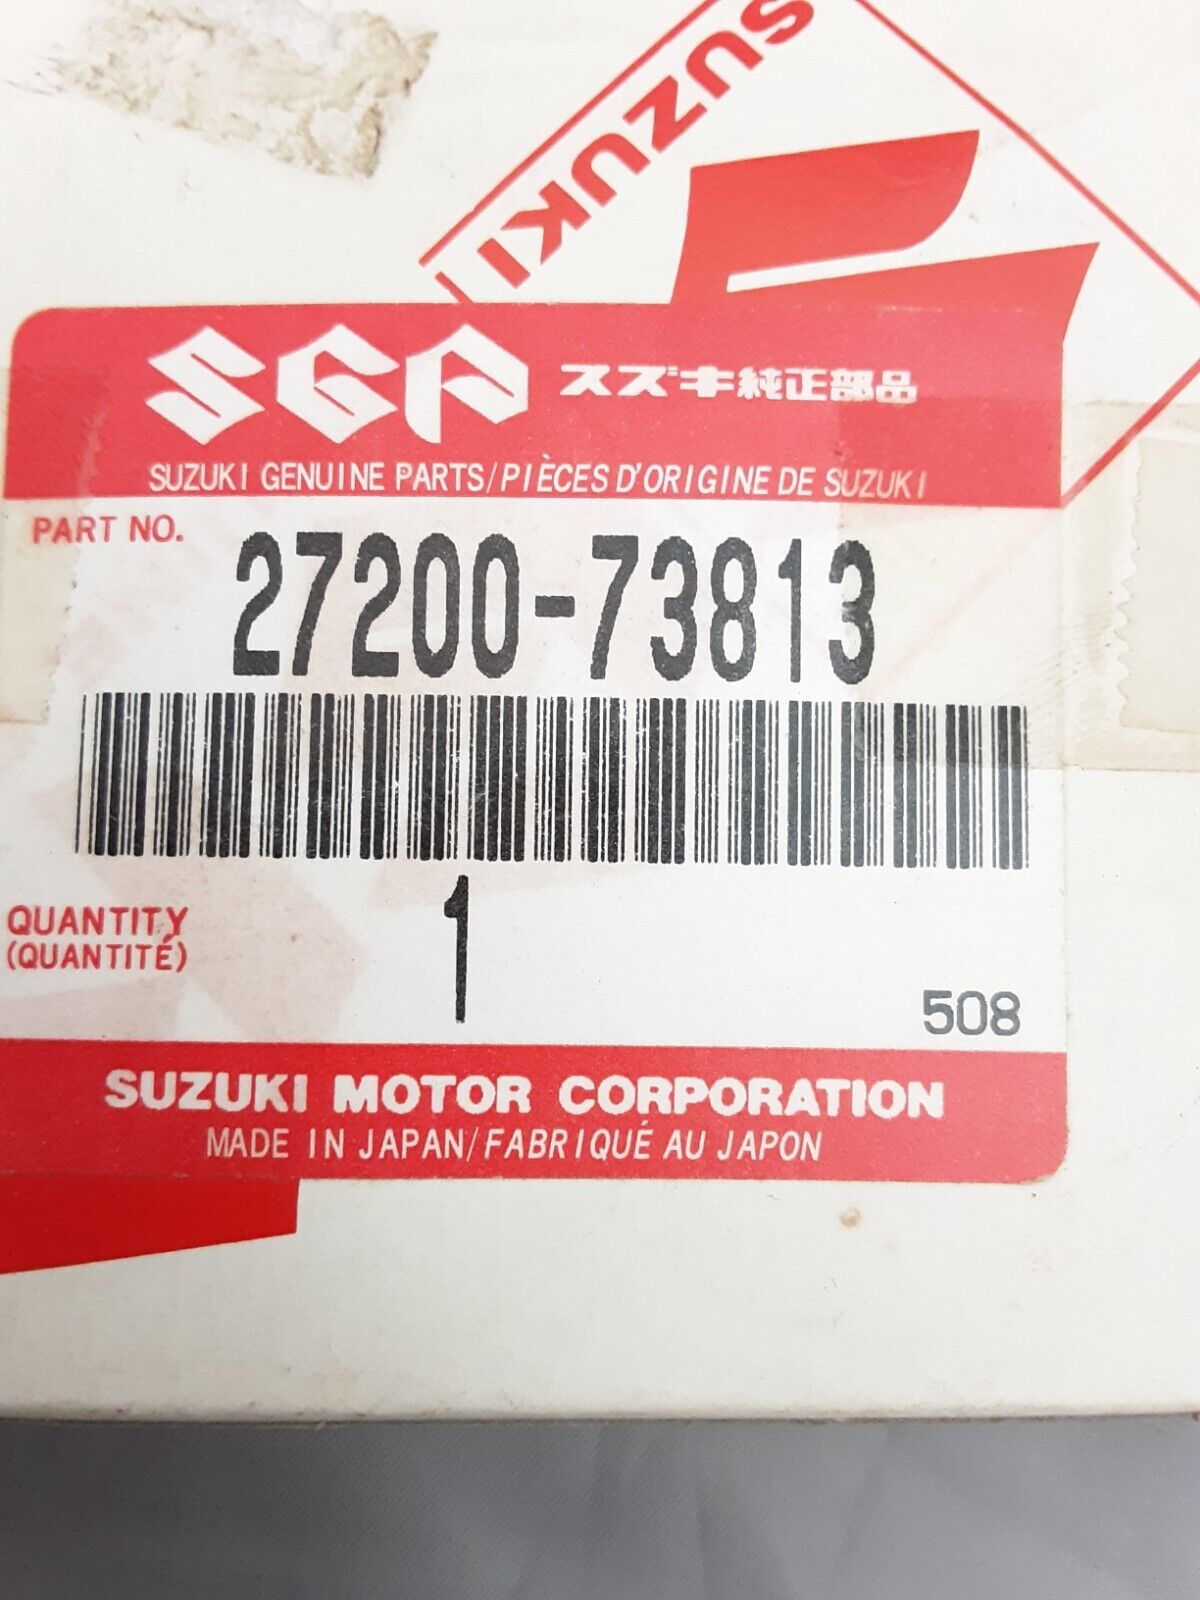 SUZUKI
SGP スズキ純正部品
SUZUKI GENUINE PARTS/PIÈCES D'ORIGINE DE SUZUKI
PART NO. 27200-73813
QUANTITY 1
(QUANTITÉ)
508
SUZUKI MOTOR CORPORATION
MADE IN JAPAN/FABRIQUÉ AU JAPON